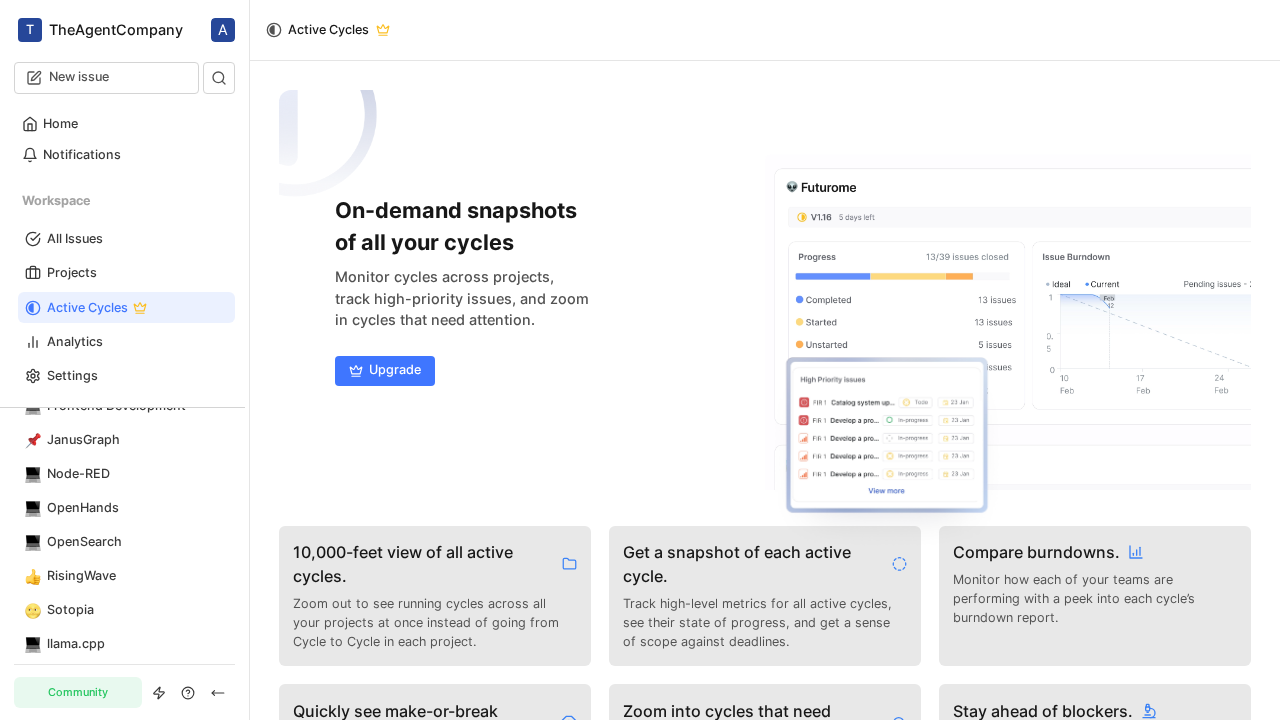 T TheAgentCompany A
New issue
Home
Notifications
Workspace
All Issues
Projects
Active Cycles
Analytics
Settings
Frontend Development
JanusGraph
Node-RED
OpenHands
OpenSearch
RisingWave
Sotopia
llama.cpp
Community
Active Cycles
On-demand snapshots
of all your cycles
Monitor cycles across projects,
track high-priority issues, and zoom
in cycles that need attention.
Upgrade
Futurome
V1.16 5 days left
Progress 13/39 issues closed
Completed 13 issues
Started 13 issues
Unstarted 5 issues
issues
Issue Burndown
Ideal Current Pending issues -
1
Feb
12
0.
5
0
10 17 24
Feb Feb Feb
High Priority issues
FIR 1 Catalog system up... Todo 23 Jan
FIR 1 Develop a pro... In-progress 23 Jan
FIR 1 Develop a pro... In-progress 23 Jan
FIR 1 Develop a pro... In-progress 23 Jan
FIR 1 Develop a pro... In-progress 23 Jan
View more
10,000-feet view of all active
cycles.
Zoom out to see running cycles across all
your projects at once instead of going from
Cycle to Cycle in each project.
Get a snapshot of each active
cycle.
Track high-level metrics for all active cycles,
see their state of progress, and get a sense
of scope against deadlines.
Compare burndowns.
Monitor how each of your teams are
performing with a peek into each cycle’s
burndown report.
Quickly see make-or-break
Zoom into cycles that need
Stay ahead of blockers.